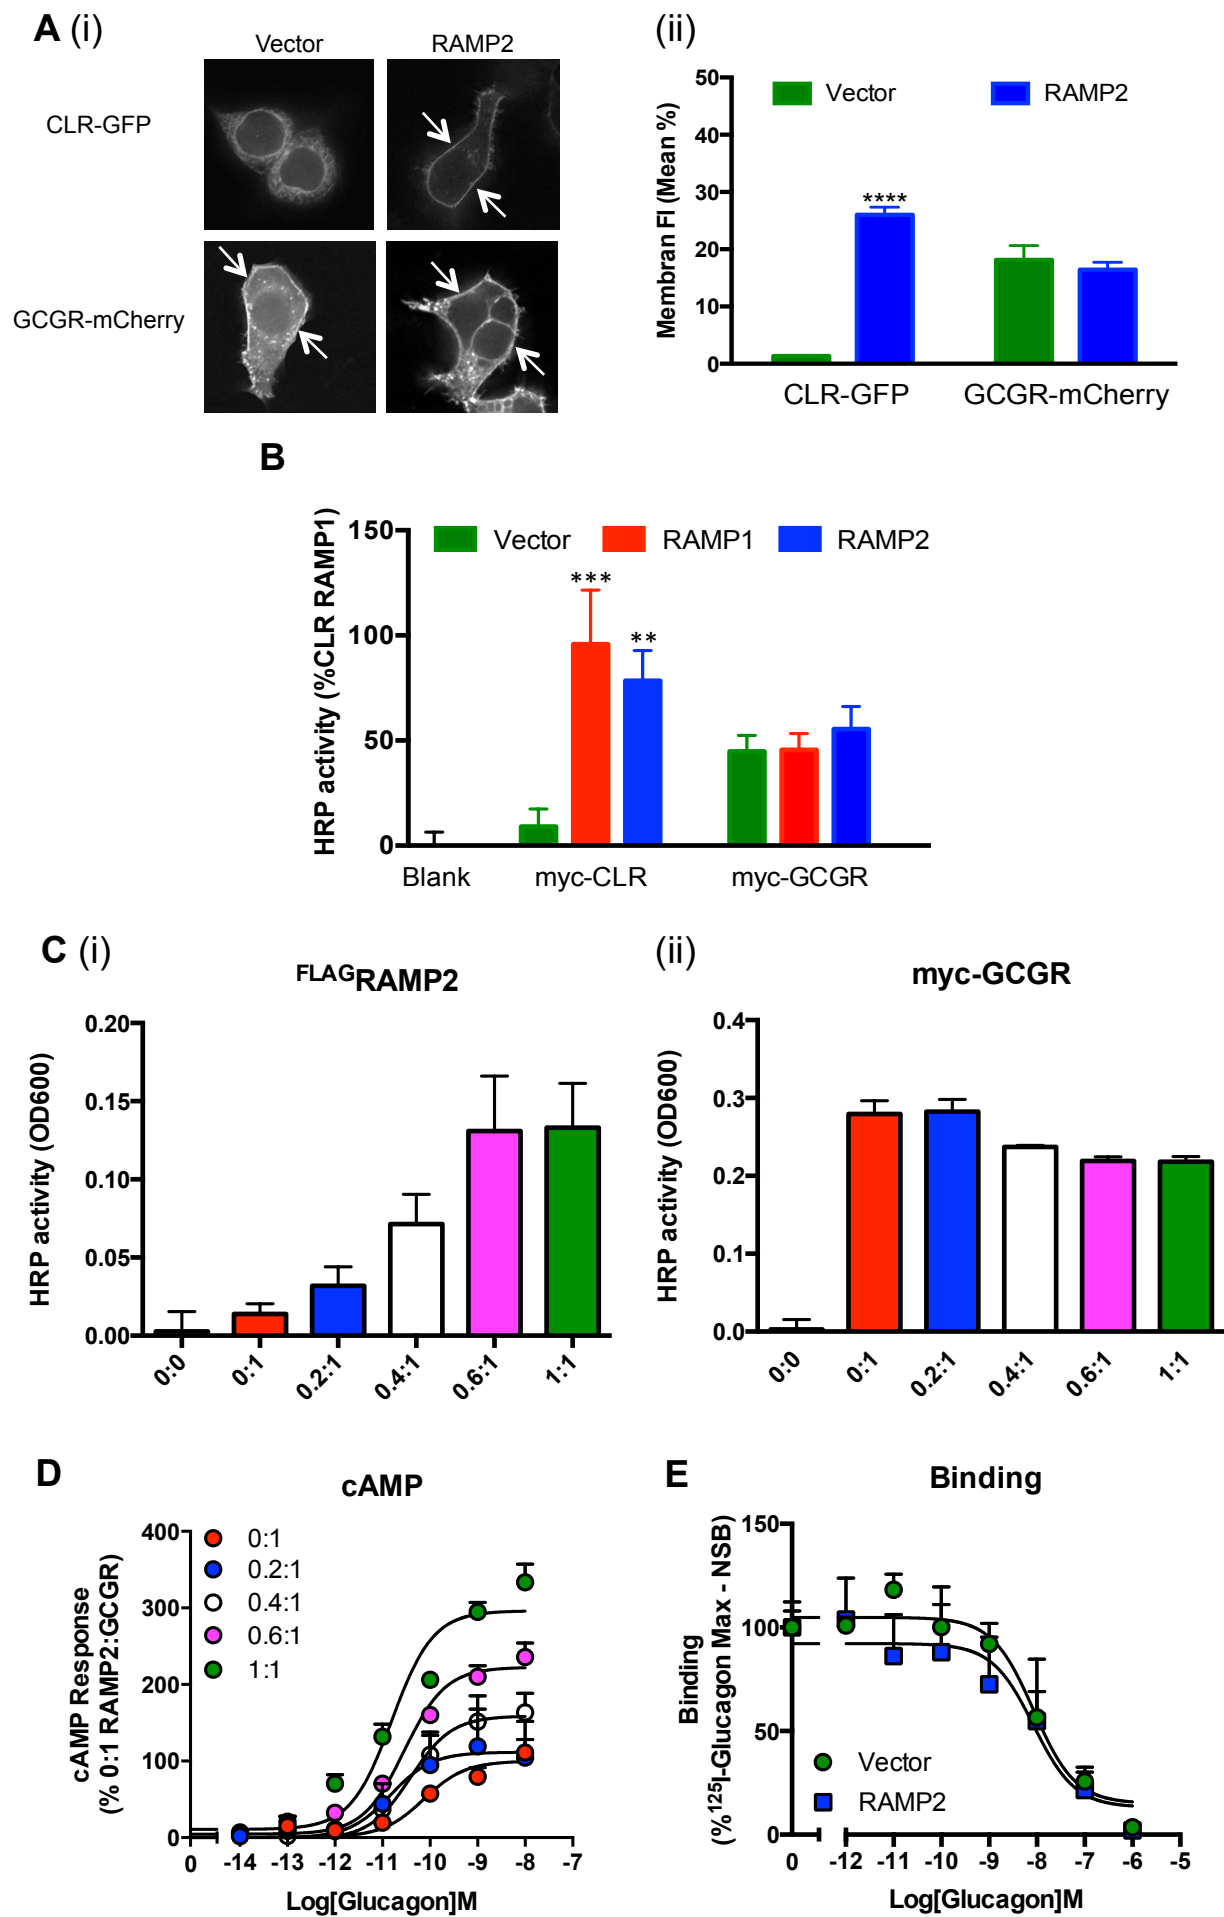 A (i)
Vector
RAMP2
CLR-GFP
GCGR-mCherry
(ii)
Membran FI (Mean %)
50
40
30
20
10
0
Vector
RAMP2
****
CLR-GFP
GCGR-mCherry
B
HRP activity (%CLR RAMP1)
150
100
50
0
Vector
RAMP1
RAMP2
***
**
Blank
myc-CLR
myc-GCGR
C (i)
FLAGRAMP2
HRP activity (OD600)
0.20
0.15
0.10
0.05
0.00
0:0
0:1
0.2:1
0.4:1
0.6:1
1:1
(ii)
myc-GCGR
HRP activity (OD600)
0.4
0.3
0.2
0.1
0.0
0:0
0:1
0.2:1
0.4:1
0.6:1
1:1
D
cAMP
cAMP Response
(% 0:1 RAMP2:GCGR)
400
300
200
100
0
0:1
0.2:1
0.4:1
0.6:1
1:1
0 -14 -13 -12 -11 -10 -9 -8 -7
Log[Glucagon]M
E
Binding
Binding
(%125I-Glucagon Max - NSB)
150
100
50
0
Vector
RAMP2
0 -12 -11 -10 -9 -8 -7 -6 -5
Log[Glucagon]M